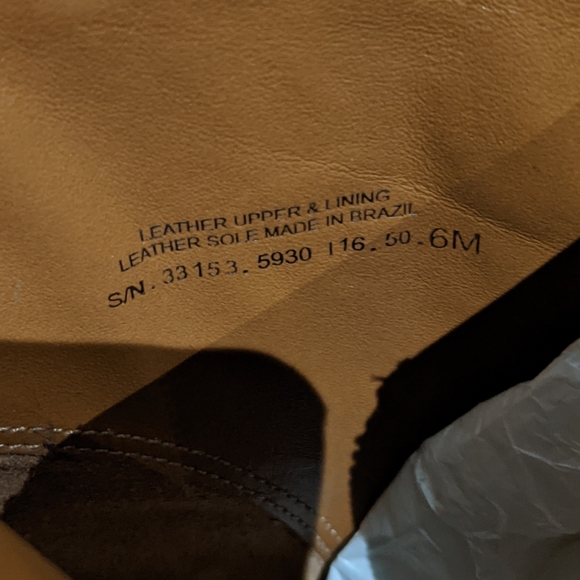 LEATHER UPPER & LINING
LEATHER SOLE MADE IN BRAZIL
S/N. 33153. 5930 116. 50. 6M